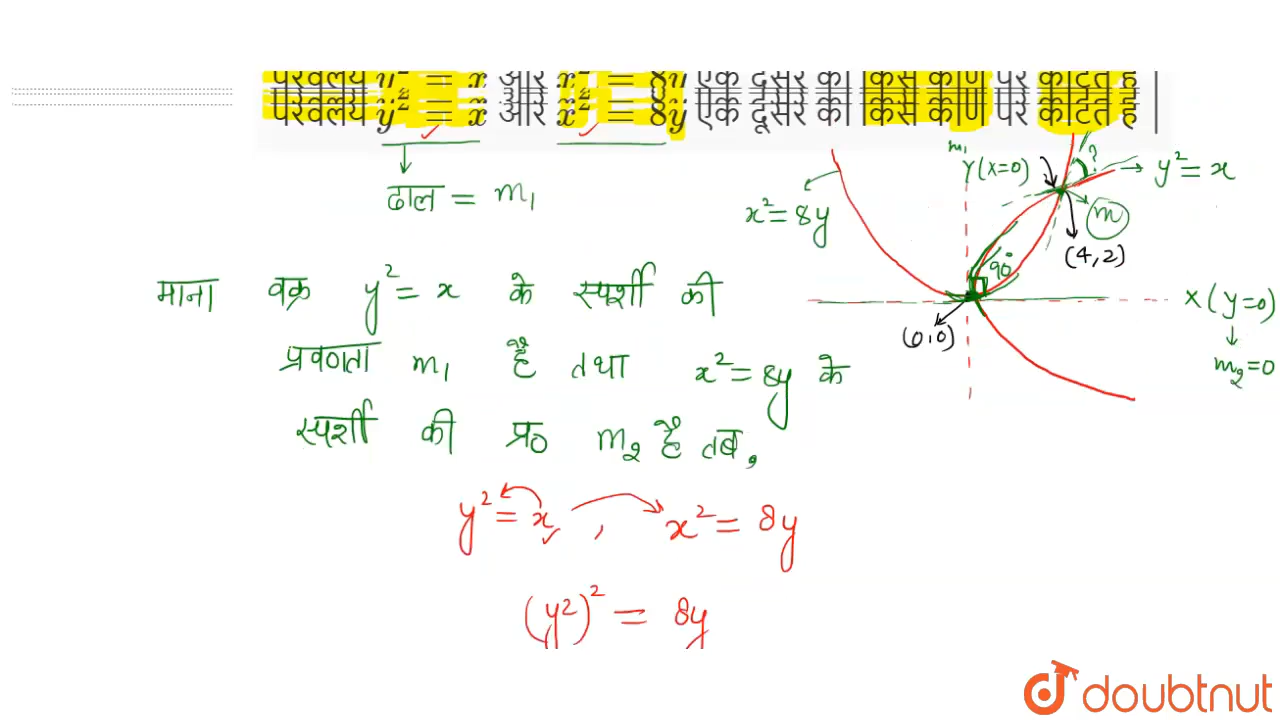 परवलय y² = x और x² = 8y एक दूसरे को किस कोण पर काटते है |
ढाल = m₁
माना वक्र y² = x के स्पर्शी की
प्रवणता m₁ है तथा x² = 8y के
स्पर्शी की प्र० m₂ है तब,
y² = x , x² = 8y
(y²)² = 8y
m₁
Y (x=0)
?
y² = x
x² = 8y
m
(4,2)
90°
X (y=0)
(0,0)
m₂=0
doubtnut